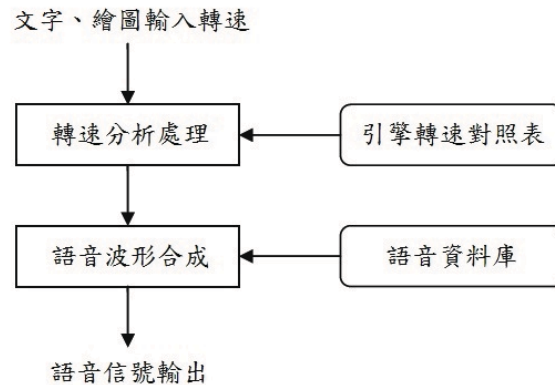 文字、繪圖輸入轉速
轉速分析處理
引擎轉速對照表
語音波形合成
語音資料庫
語音信號輸出